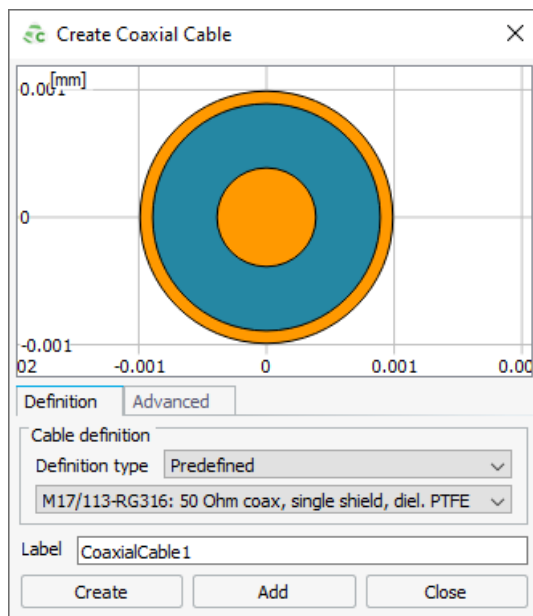 Create Coaxial Cable
0.001 [mm]
0
-0.001
02 -0.001 0 0.001 0.00
Definition Advanced
Cable definition
Definition type Predefined
M17/113-RG316: 50 Ohm coax, single shield, diel. PTFE
Label CoaxialCable1
Create Add Close